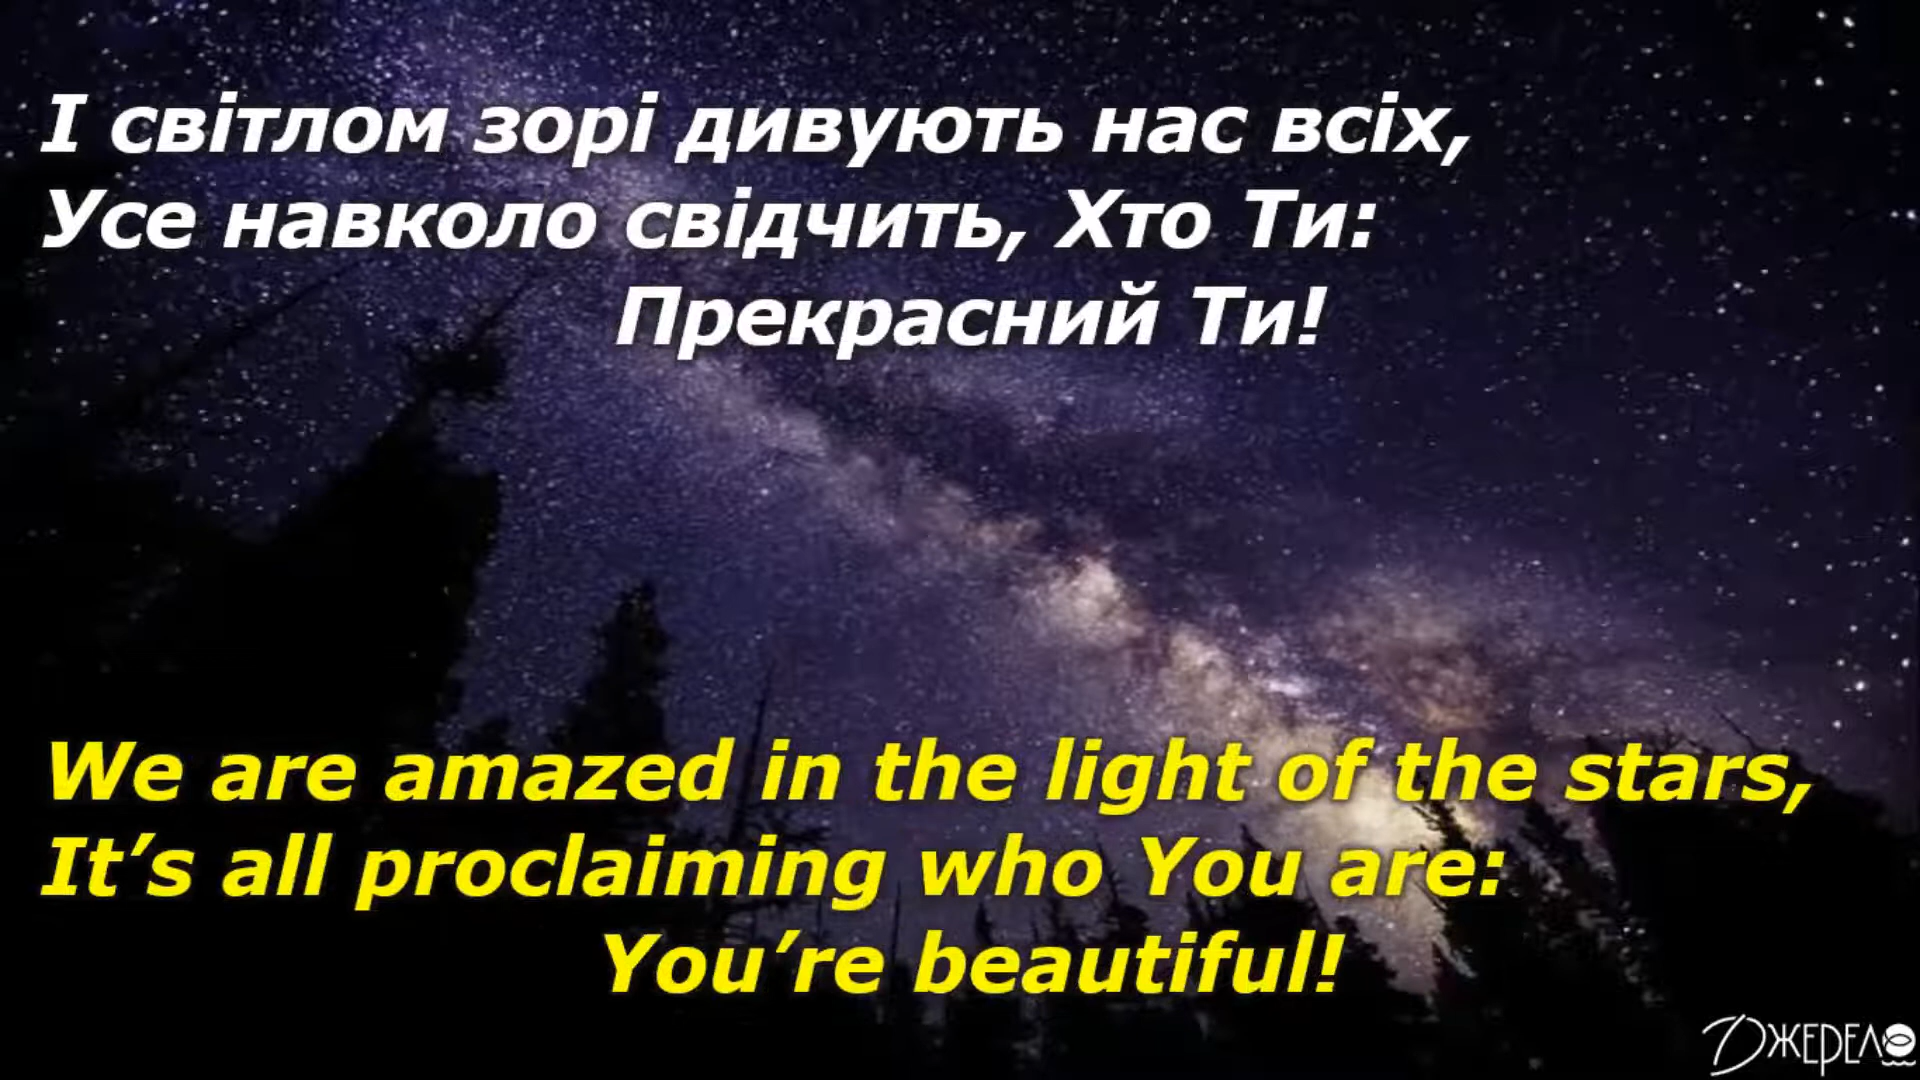 І світлом зорі дивують нас всіх,
Усе навколо свідчить, Хто Ти:
Прекрасний Ти!
We are amazed in the light of the stars,
It’s all proclaiming who You are:
You’re beautiful!
Джерело